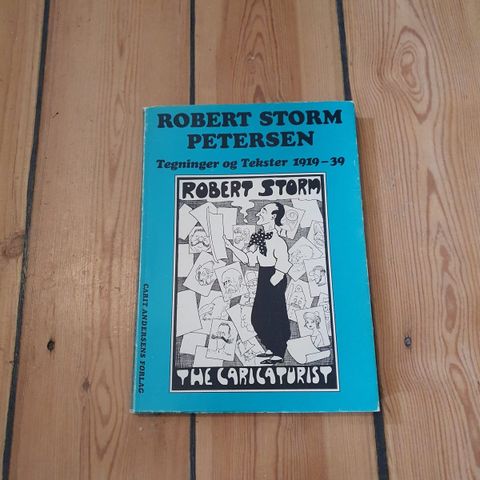 ROBERT STORM
PETERSEN
Tegninger og Tekster 1919-39
ROBERT STORM
THE CARICATURIST
CARIT ANDERSENS FORLAG